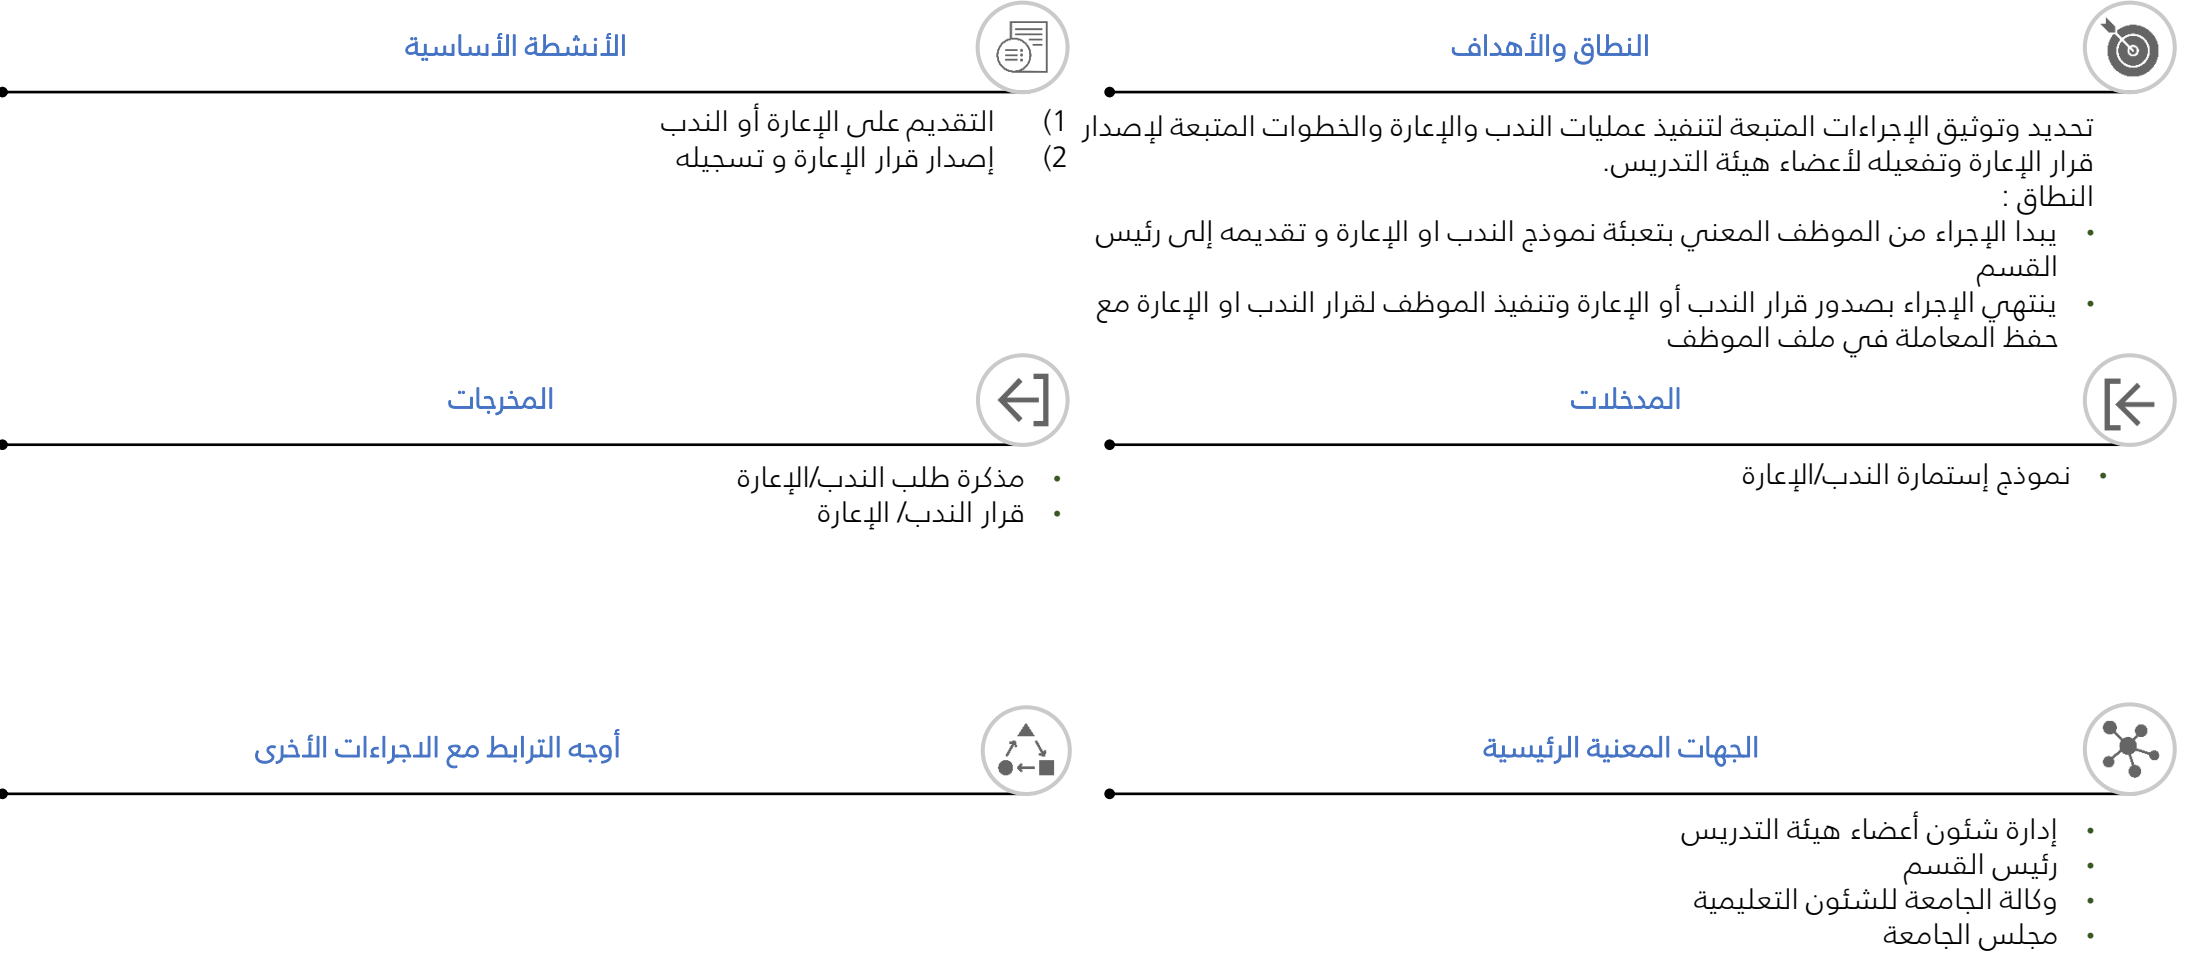 النطاق والأهداف
تحديد وتوثيق الإجراءات المتبعة لتنفيذ عمليات الندب والإعارة والخطوات المتبعة لإصدار
قرار الإعارة وتفعيله لأعضاء هيئة التدريس.
النطاق :
• يبدا الإجراء من الموظف المعني بتعبئة نموذج الندب او الإعارة و تقديمه إلى رئيس
القسم
• ينتهي الإجراء بصدور قرار الندب أو الإعارة وتنفيذ الموظف لقرار الندب او الإعارة مع
حفظ المعاملة في ملف الموظف
الأنشطة الأساسية
1) التقديم على الإعارة أو الندب
2) إصدار قرار الإعارة و تسجيله
المدخلات
• نموذج إستمارة الندب/الإعارة
المخرجات
• مذكرة طلب الندب/الإعارة
• قرار الندب/ الإعارة
الجهات المعنية الرئيسية
• إدارة شئون أعضاء هيئة التدريس
• رئيس القسم
• وكالة الجامعة للشئون التعليمية
• مجلس الجامعة
أوجه الترابط مع الاجراءات الأخرى